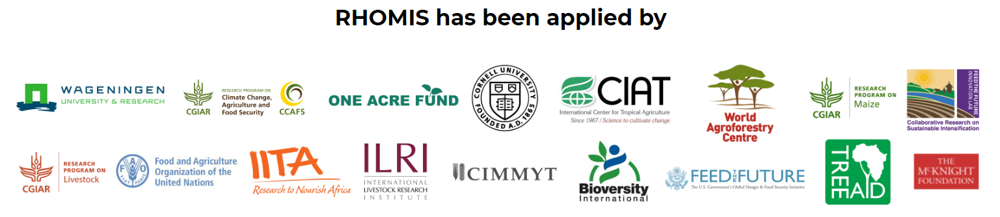 RHOMIS has been applied by
WAGENINGEN
UNIVERSITY & RESEARCH
CGIAR
RESEARCH PROGRAM ON
Climate Change,
Agriculture and
Food Security
CCAFS
ONE ACRE FUND
CORNELL UNIVERSITY
FOUNDED A.D. 1865
CIAT
International Center for Tropical Agriculture
Since 1967 / Science to cultivate change
World
Agroforestry
Centre
CGIAR
RESEARCH
PROGRAM ON
Maize
FEED THE FUTURE
INNOVATION LAB
Collaborative Research on
Sustainable Intensification
CGIAR
RESEARCH
PROGRAM ON
Livestock
FAO
FIAT PANIS
Food and Agriculture
Organization of the
United Nations
IITA
Research to Nourish Africa
ILRI
INTERNATIONAL
LIVESTOCK RESEARCH
INSTITUTE
CIMMYT
Bioversity
International
FEED THE FUTURE
The U.S. Government's Global Hunger & Food Security Initiative
TREE AID
THE
McKNIGHT
FOUNDATION